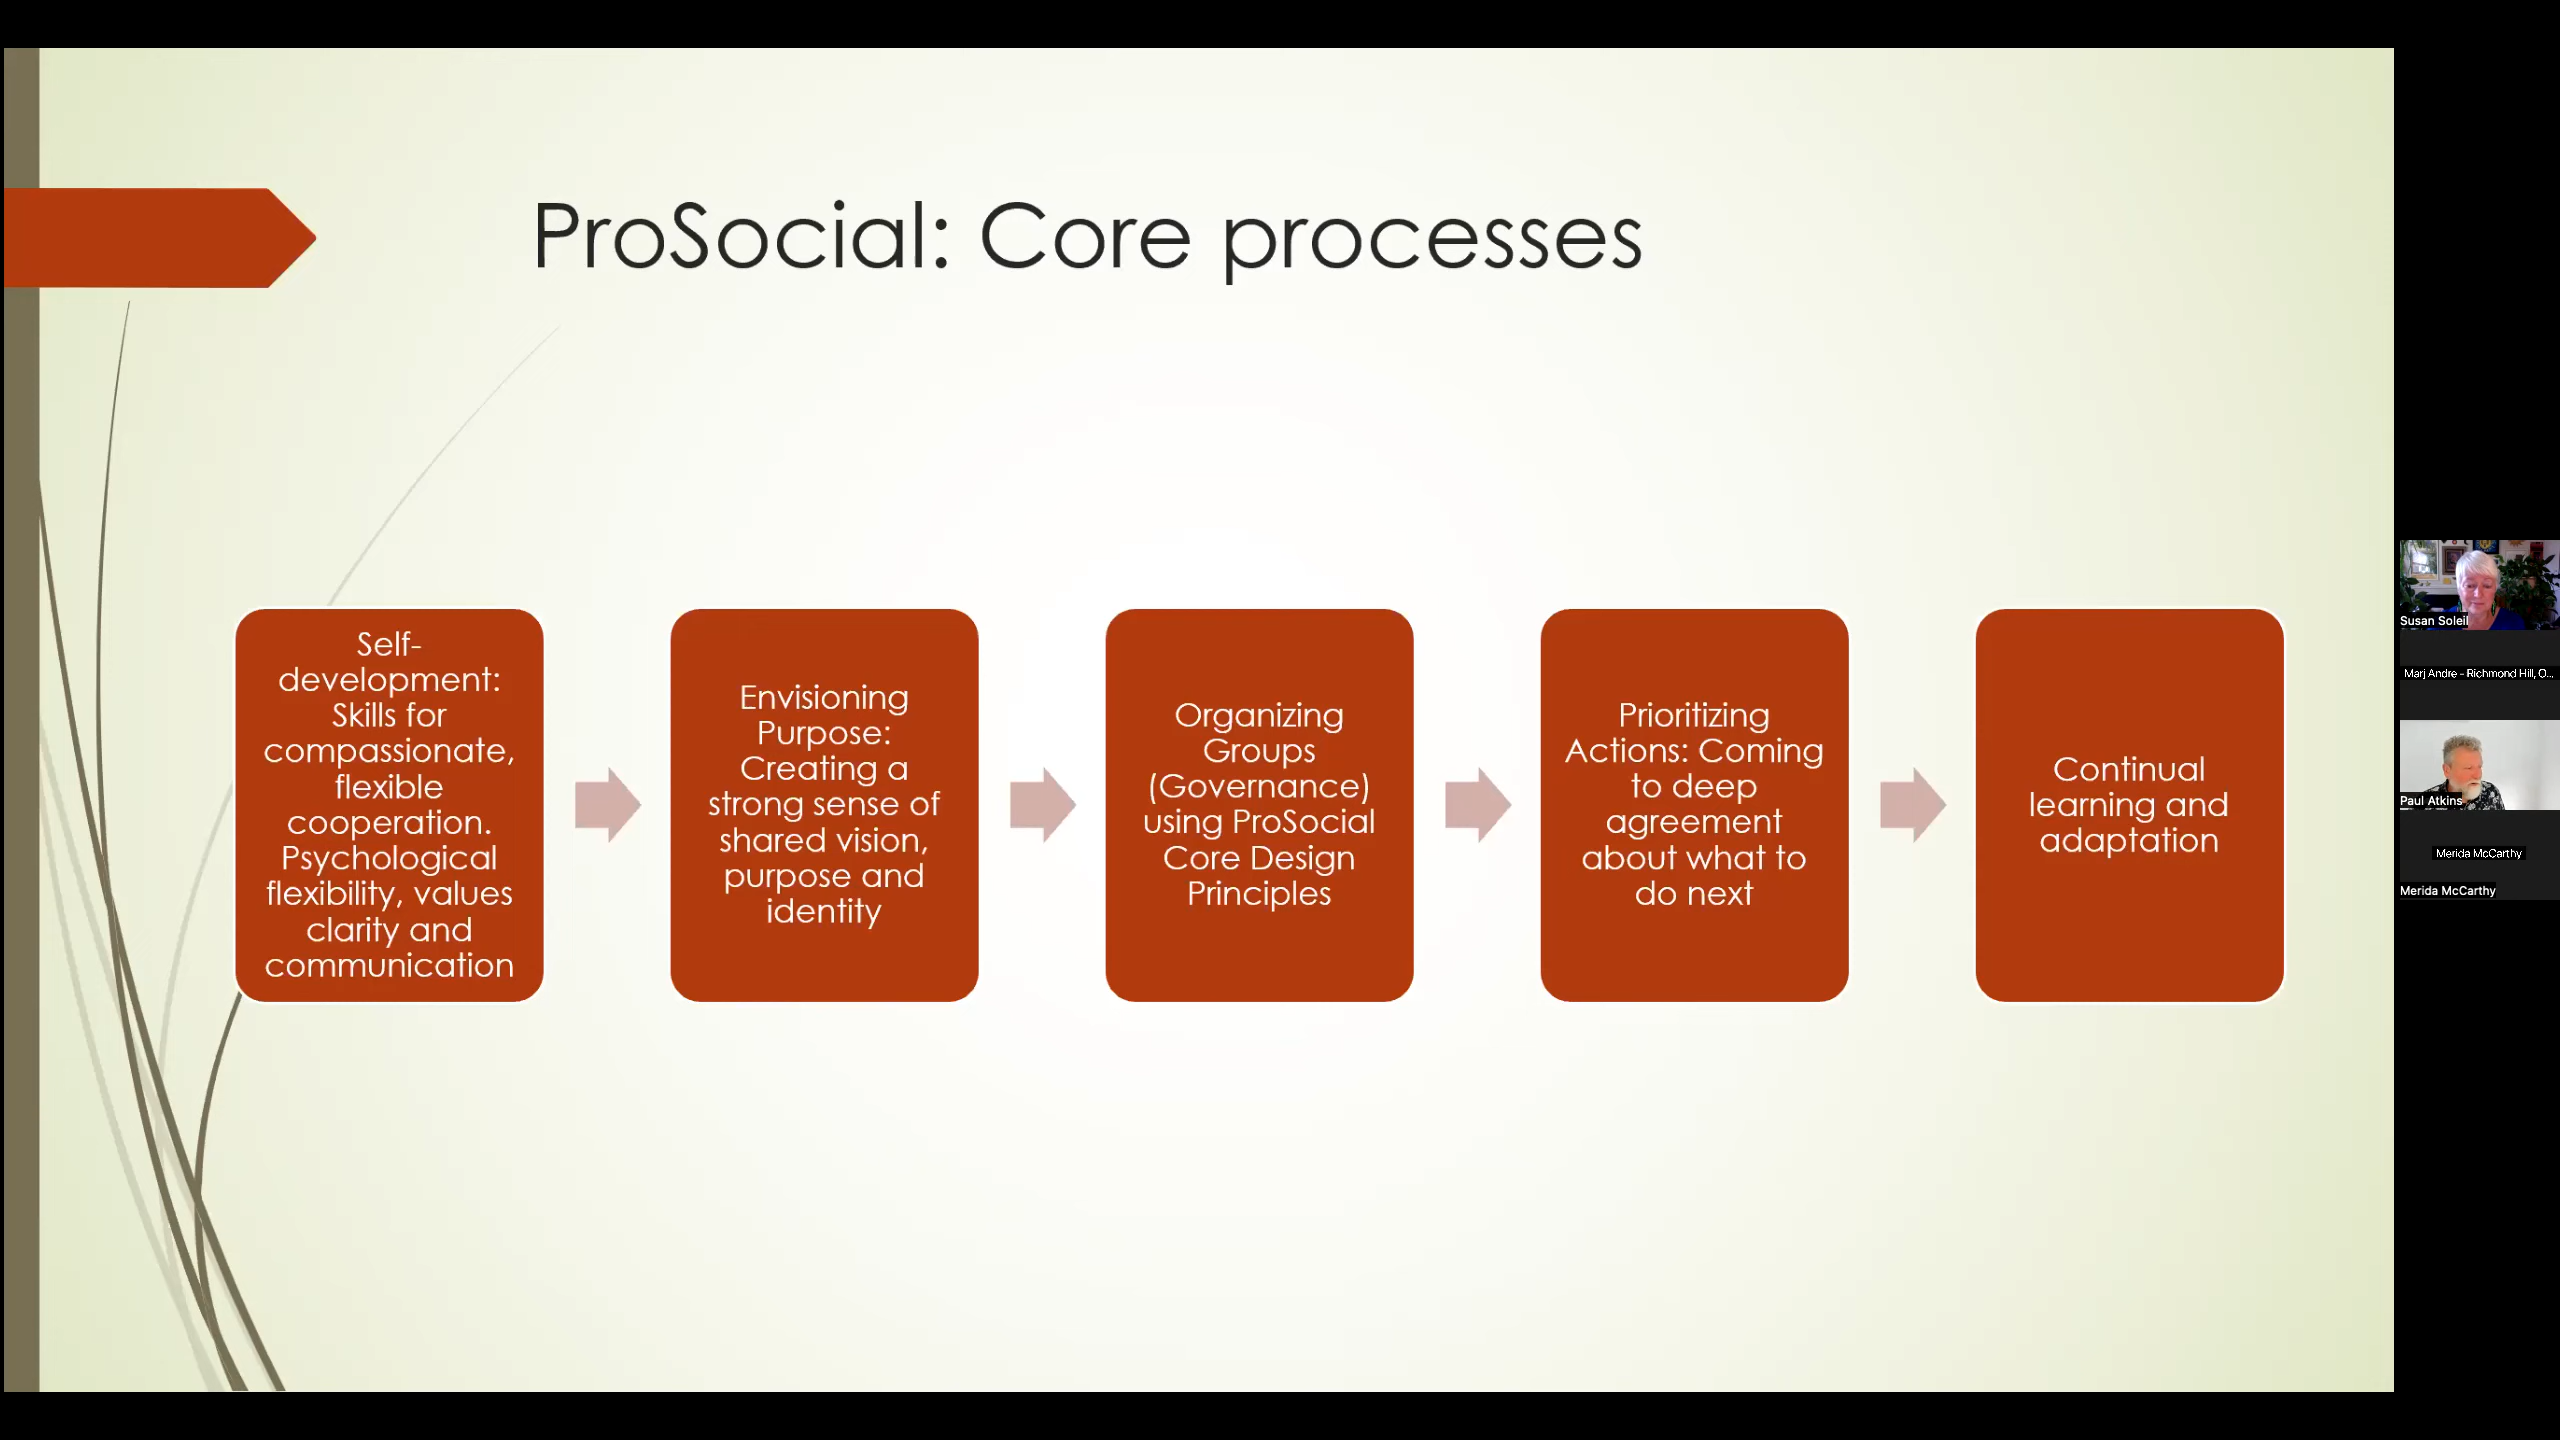 ProSocial: Core processes
Self-
development:
Skills for
compassionate,
flexible
cooperation.
Psychological
flexibility, values
clarity and
communication
Envisioning
Purpose:
Creating a
strong sense of
shared vision,
purpose and
identity
Organizing
Groups
(Governance)
using ProSocial
Core Design
Principles
Prioritizing
Actions: Coming
to deep
agreement
about what to
do next
Continual
learning and
adaptation
Susan Soleil
Marj Andre - Richmond Hill, O...
Paul Atkins
Merida McCarthy
Merida McCarthy